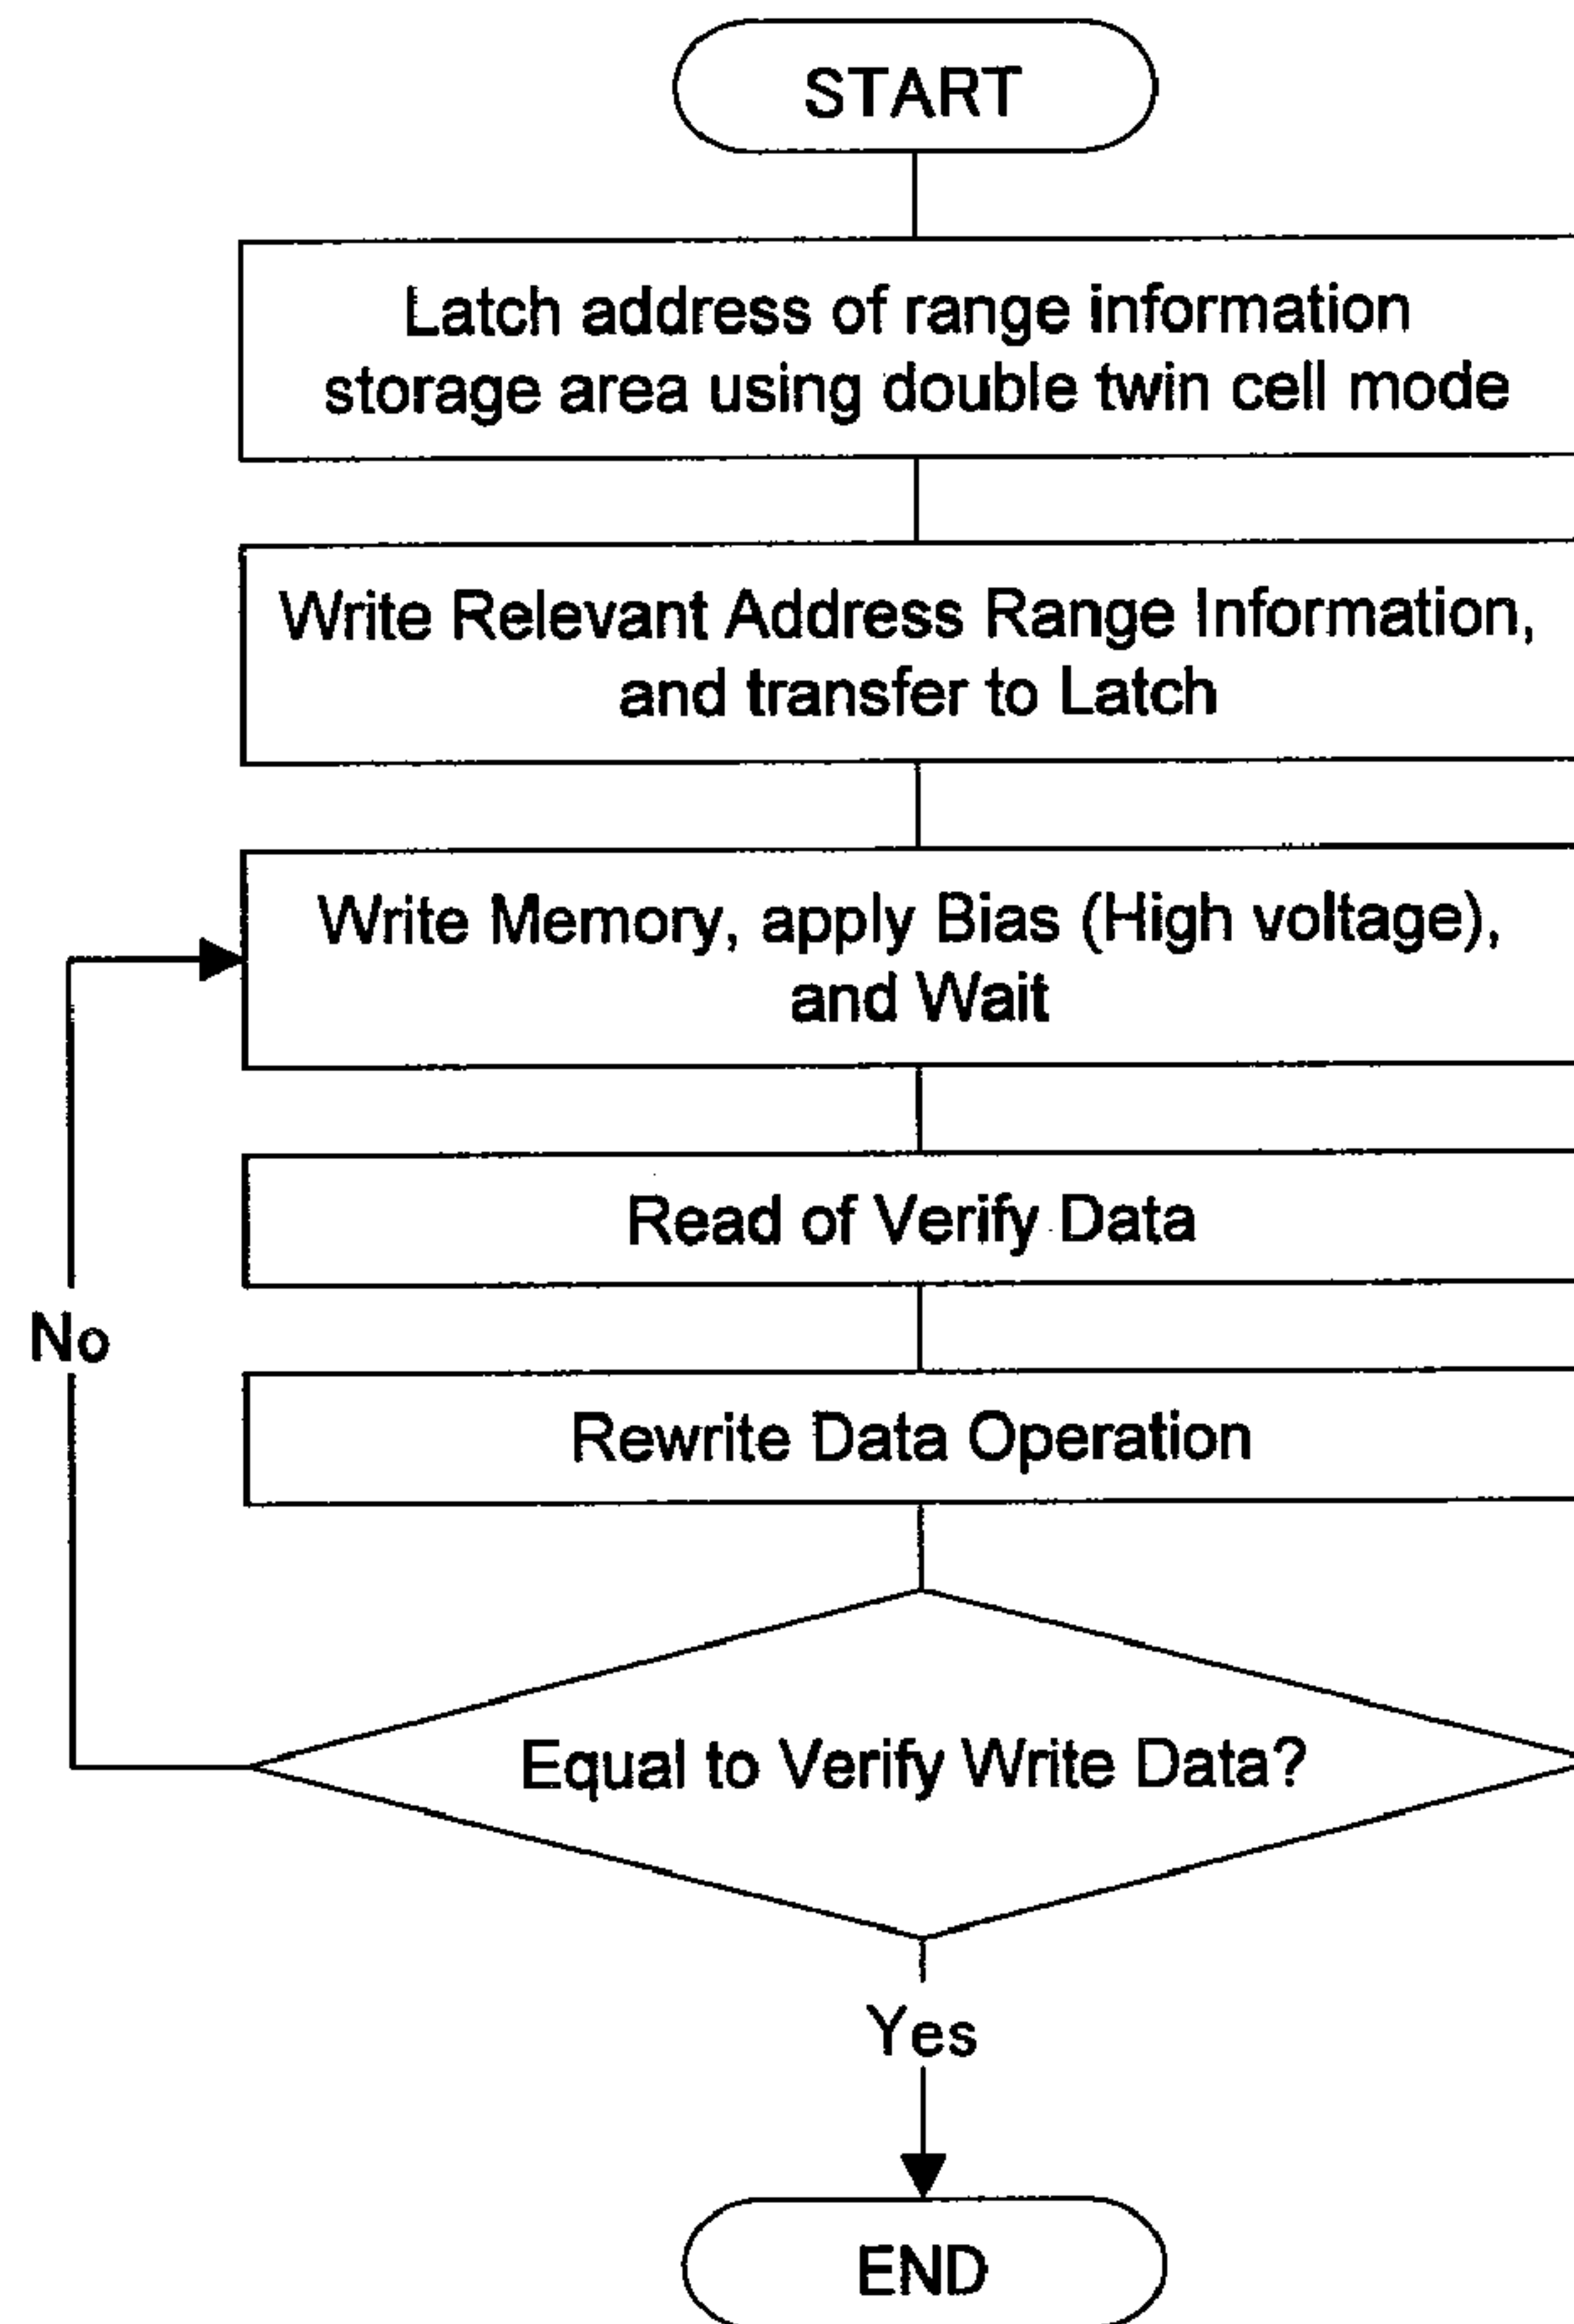 START
Latch address of range information
storage area using double twin cell mode
Write Relevant Address Range Information,
and transfer to Latch
Write Memory, apply Bias (High voltage),
and Wait
Read of Verify Data
No
Rewrite Data Operation
Equal to Verify Write Data?
Yes
END